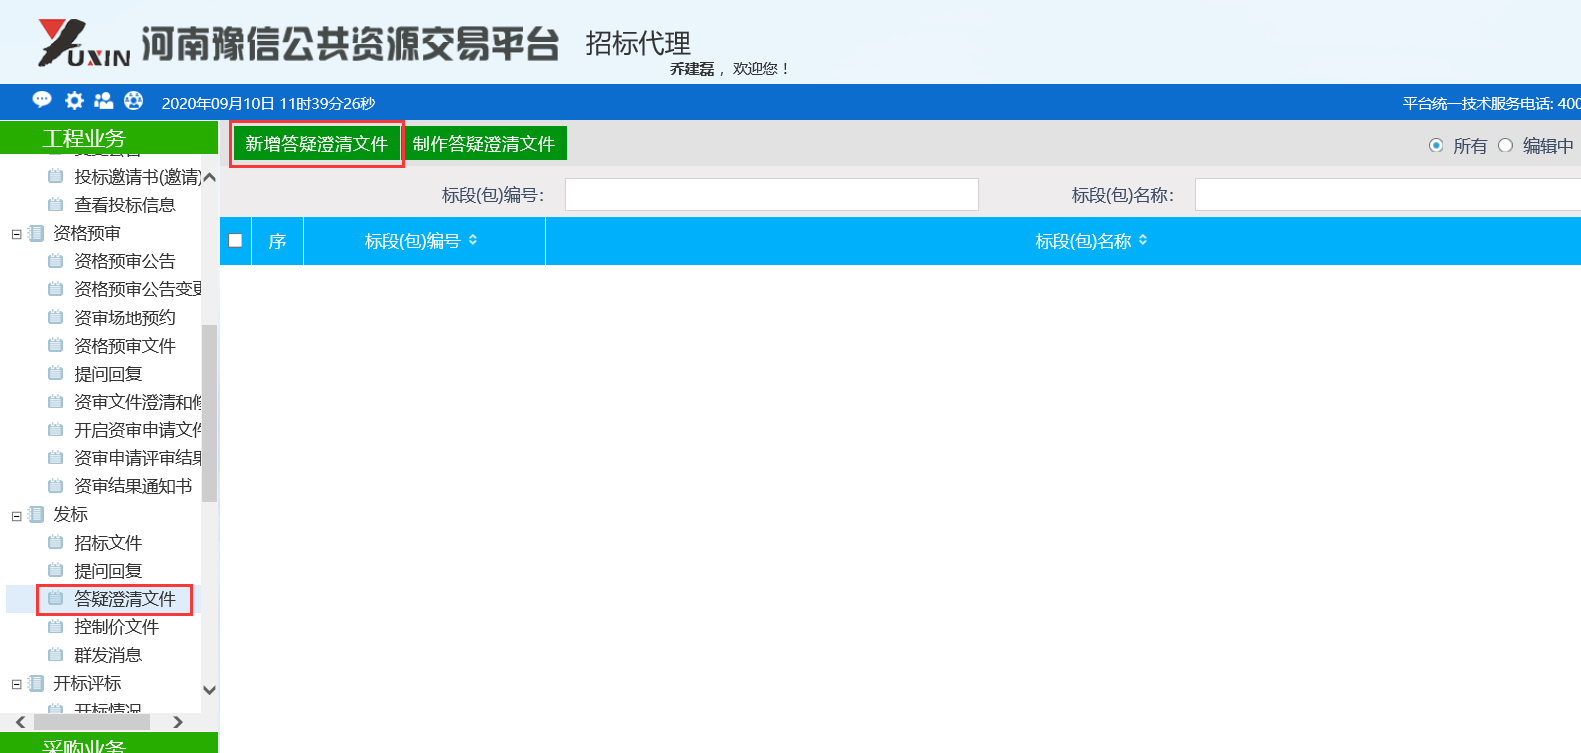 YUXIN 河南豫信公共资源交易平台 招标代理
乔建磊，欢迎您！
2020年09月10日 11时39分26秒
平台统一技术服务电话: 400
工程业务
投标邀请书(邀请)
查看投标信息
资格预审
资格预审公告
资格预审公告变更
资审场地预约
资格预审文件
提问回复
资审文件澄清和修
开启资审申请文件
资审申请评审结果
资审结果通知书
发标
招标文件
提问回复
答疑澄清文件
控制价文件
群发消息
开标评标
开标情况
采购业务
新增答疑澄清文件 制作答疑澄清文件
所有 编辑中
标段(包)编号： 标段(包)名称：
序 标段(包)编号 标段(包)名称